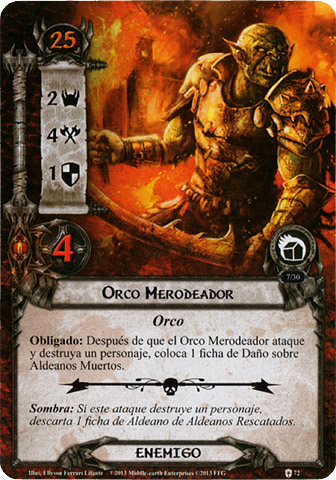 25
2
4
1
4
7/30
Orco Merodeador
Orco
Obligado: Después de que el Orco Merodeador ataque
y destruya un personaje, coloca 1 ficha de Daño sobre
Aldeanos Muertos.
Sombra: Si este ataque destruye un personaje,
descarta 1 ficha de Aldeano de Aldeanos Rescatados.
ENEMIGO
Illus. Ellyson Ferrari Lifante ©2013 Middle-earth Enterprises ©2013 FFG 72